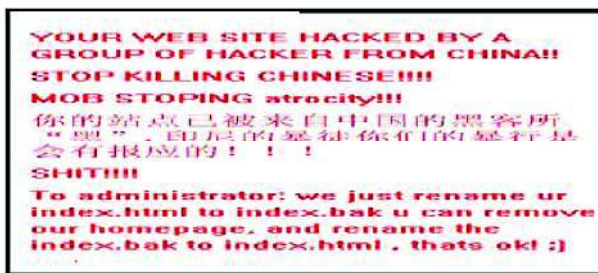 YOUR WEB SITE HACKED BY A
GROUP OF HACKER FROM CHINA!!
STOP KILLING CHINESE!!!!
MOB STOPING atrocity!!!
你的站点已被来自中国的黑客所
“黑”，印尼的暴徒你们的暴行是
会有报应的！！！
SHIT!!!!
To administrator: we just rename ur
index.html to index.bak u can remove
our homepage, and rename the
index.bak to index.html , thats ok! :)